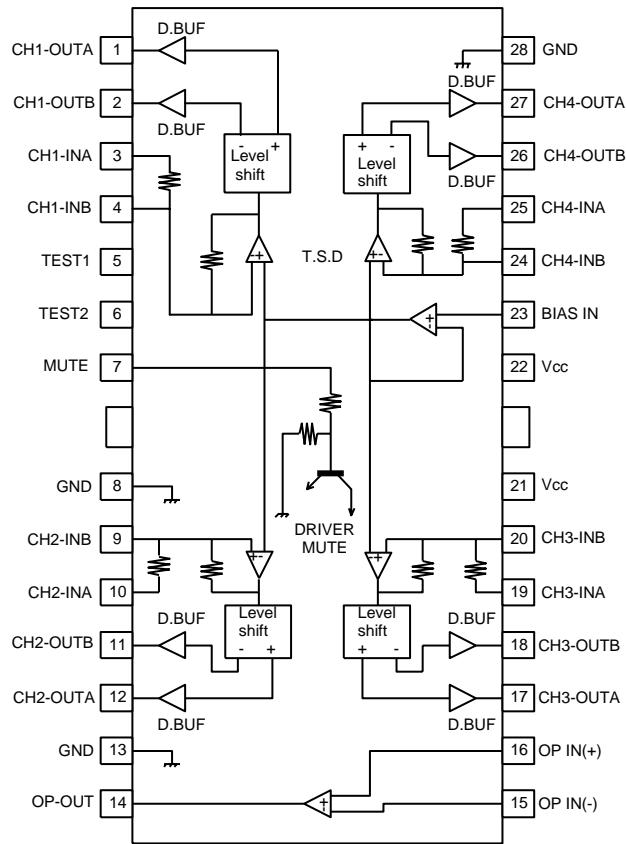 D.BUF
CH1-OUTA 1
28 GND
D.BUF
CH1-OUTB 2
27 CH4-OUTA
D.BUF
- +
Level
shift
+ -
Level
shift
CH1-INA 3
26 CH4-OUTB
D.BUF
CH1-INB 4
25 CH4-INA
-+
T.S.D
+-
TEST1 5
24 CH4-INB
TEST2 6
+-
23 BIAS IN
MUTE 7
22 Vcc
GND 8
21 Vcc
DRIVER
MUTE
CH2-INB 9
20 CH3-INB
+-
-+
CH2-INA 10
19 CH3-INA
Level
shift
- +
Level
shift
+ -
D.BUF
D.BUF
CH2-OUTB 11
18 CH3-OUTB
CH2-OUTA 12
17 CH3-OUTA
D.BUF
D.BUF
GND 13
16 OP IN(+)
OP-OUT 14
+-
15 OP IN(-)